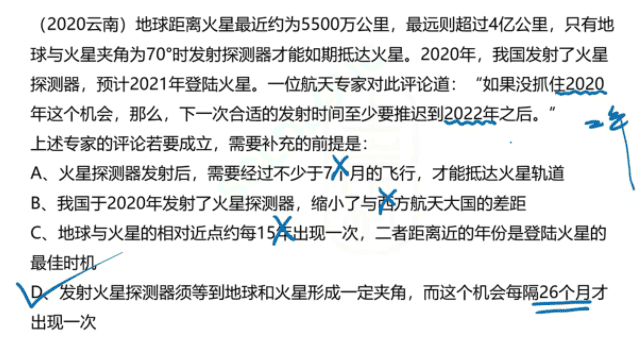 （2020云南）地球距离火星最近约为5500万公里，最远则超过4亿公里，只有地
球与火星夹角为70°时发射探测器才能如期抵达火星。2020年，我国发射了火星
探测器，预计2021年登陆火星。一位航天专家对此评论道：“如果没抓住2020
年这个机会，那么，下一次合适的发射时间至少要推迟到2022年之后。”
二年
上述专家的评论若要成立，需要补充的前提是：
A、火星探测器发射后，需要经过不少于7个月的飞行，才能抵达火星轨道
B、我国于2020年发射了火星探测器，缩小了与西方航天大国的差距
C、地球与火星的相对近点约每15年出现一次，二者距离近的年份是登陆火星的
最佳时机
D、发射火星探测器须等到地球和火星形成一定夹角，而这个机会每隔26个月才
出现一次